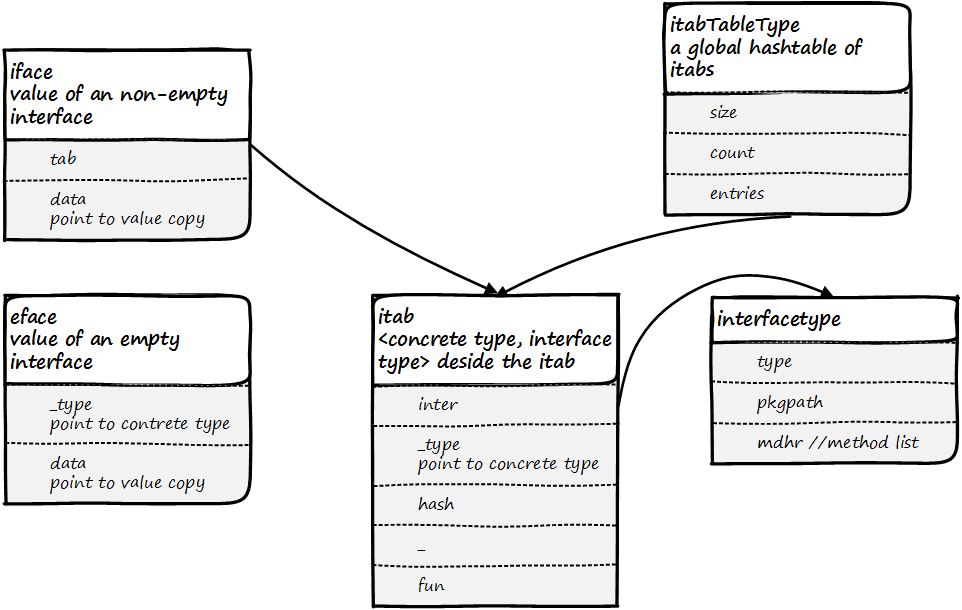 iface
value of an non-empty
interface
tab
data
point to value copy
itabTableType
a global hashtable of
itabs
size
count
entries
eface
value of an empty
interface
_type
point to contrete type
data
point to value copy
itab
<concrete type, interface
type> deside the itab
inter
_type
point to concrete type
hash
_
fun
interfacetype
type
pkgpath
mdhr //method list